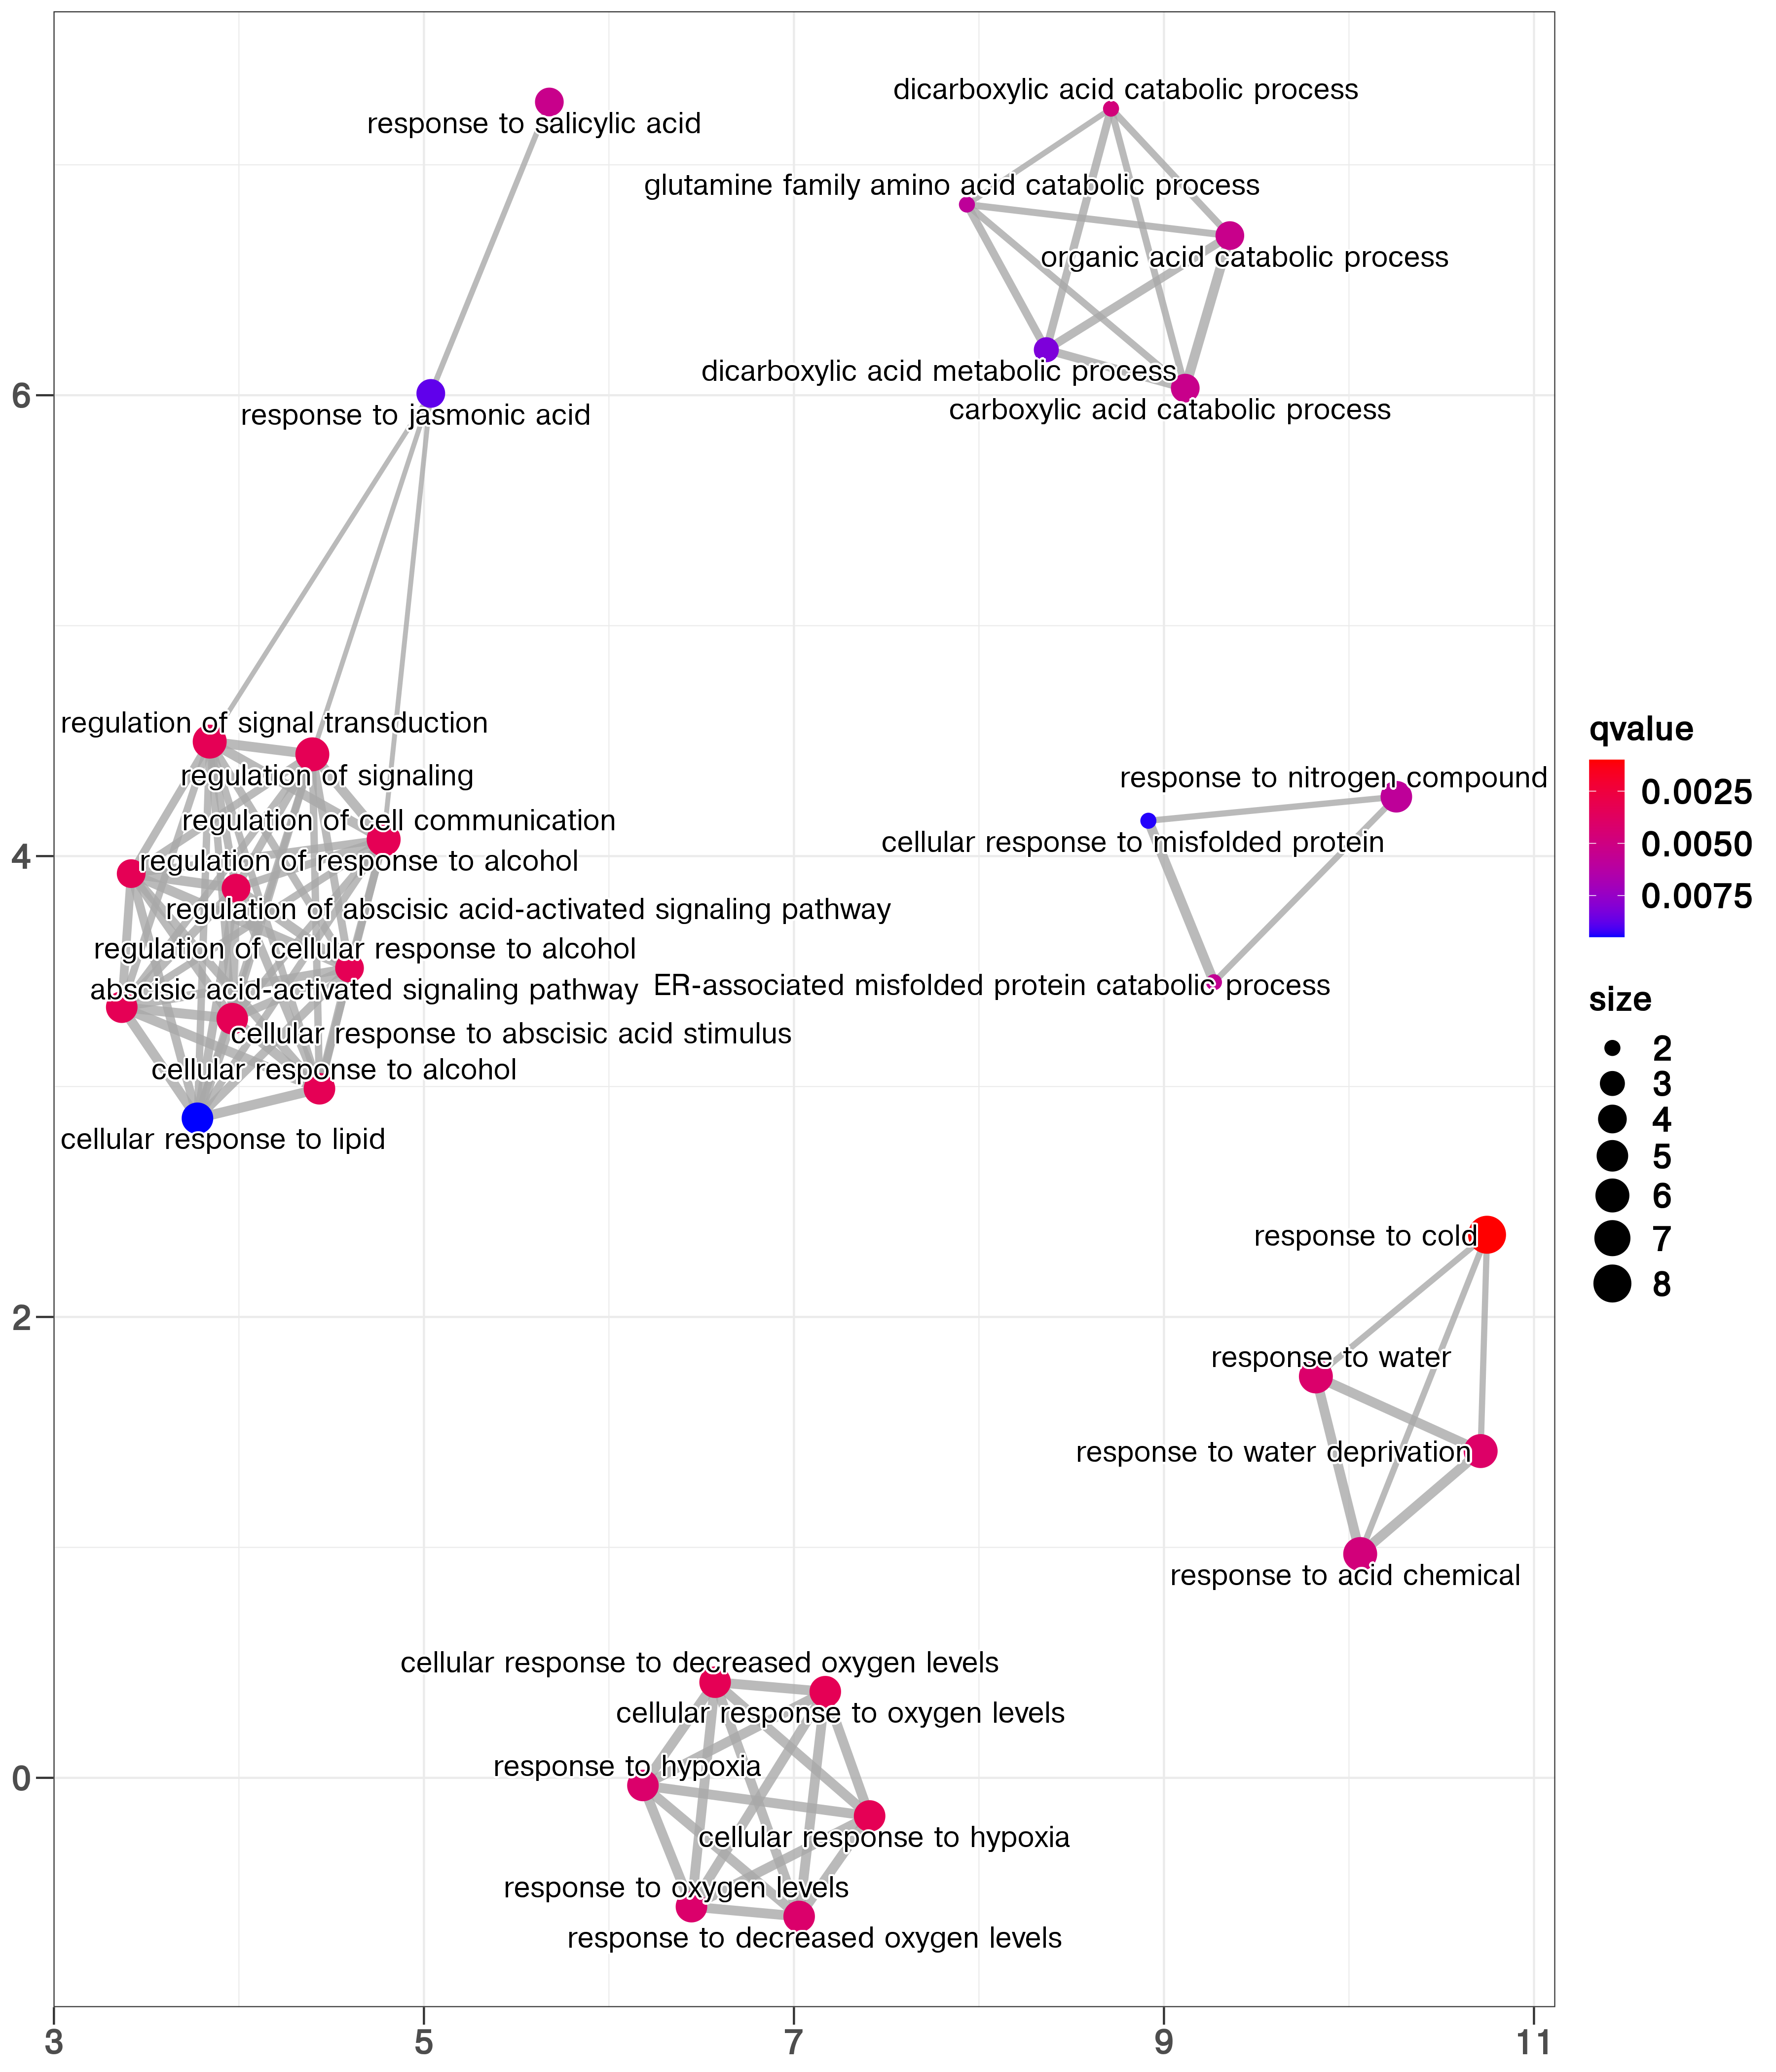 dicarboxylic acid catabolic process
response to salicylic acid
glutamine family amino acid catabolic process
organic acid catabolic process
dicarboxylic acid metabolic process
6
response to jasmonic acid
carboxylic acid catabolic process
regulation of signal transduction
regulation of signaling
response to nitrogen compound
regulation of cell communication
cellular response to misfolded protein
4
regulation of response to alcohol
regulation of abscisic acid-activated signaling pathway
regulation of cellular response to alcohol
abscisic acid-activated signaling pathway
ER-associated misfolded protein catabolic process
cellular response to abscisic acid stimulus
cellular response to alcohol
cellular response to lipid
response to cold
2
response to water
response to water deprivation
response to acid chemical
cellular response to decreased oxygen levels
cellular response to oxygen levels
response to hypoxia
0
cellular response to hypoxia
response to oxygen levels
response to decreased oxygen levels
3
5
7
9
11
qvalue
0.0025
0.0050
0.0075
size
2
3
4
5
6
7
8